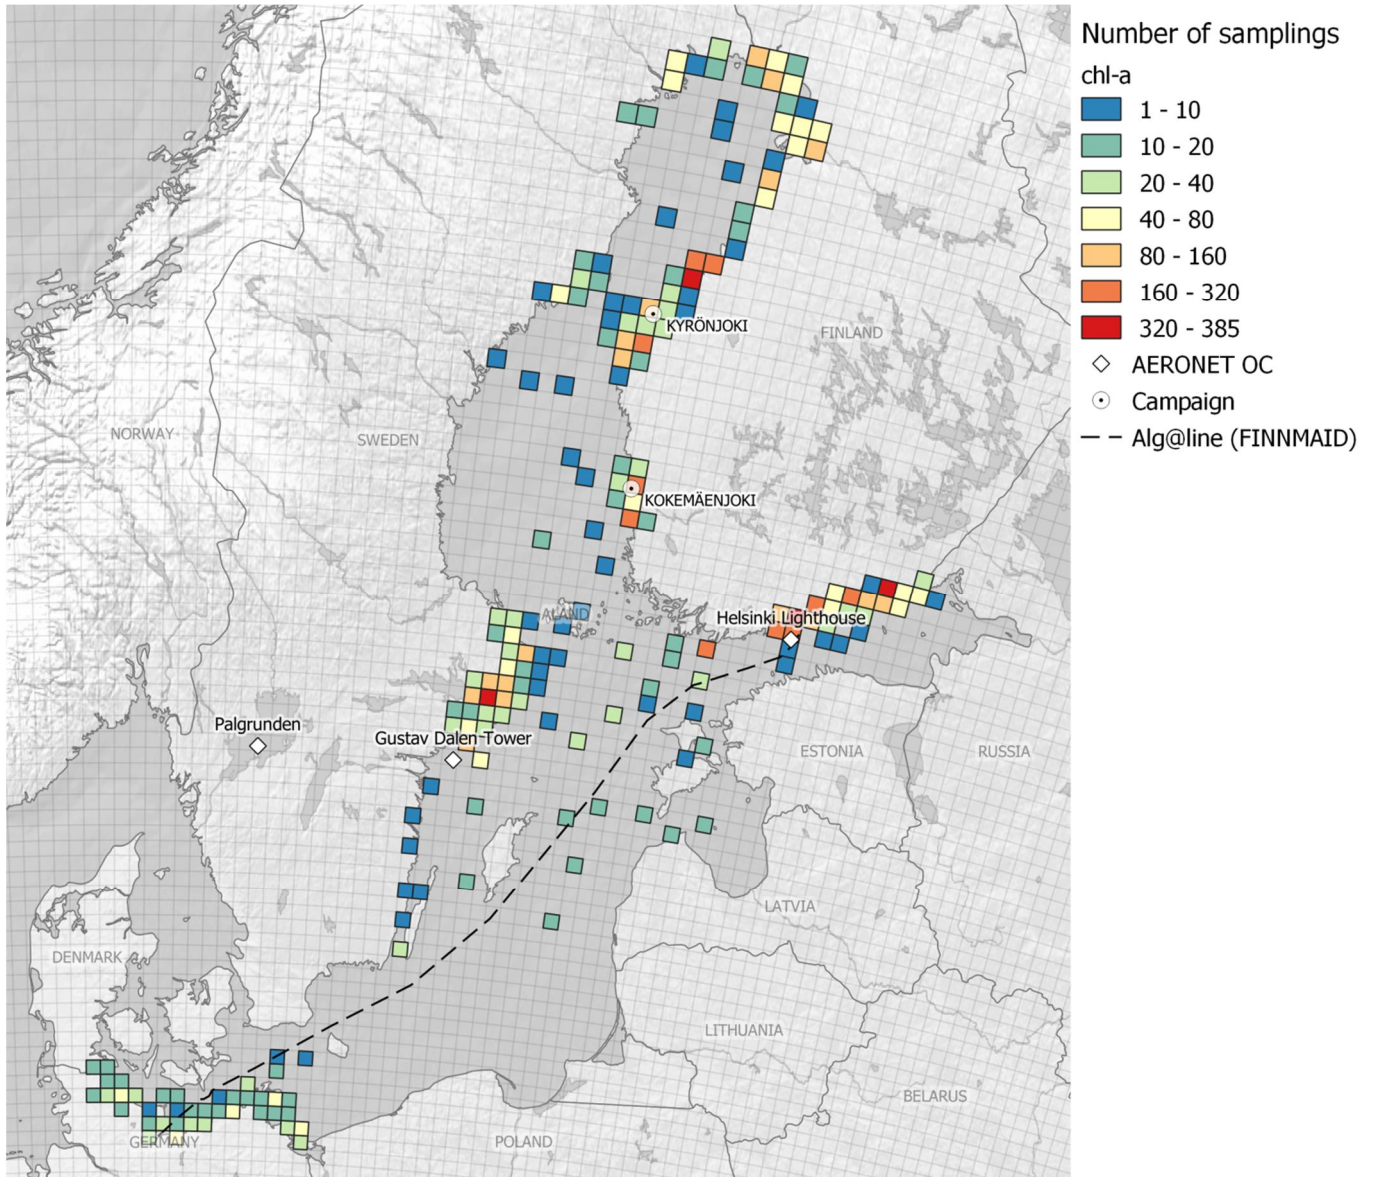 Number of samplings
chl-a
1 - 10
10 - 20
20 - 40
40 - 80
80 - 160
160 - 320
320 - 385
AERONET OC
Campaign
Alg@line (FINNMAID)
KYRÖNJOKI
FINLAND
NORWAY
SWEDEN
KOKEMÄENJOKI
ÅLAND
Helsinki Lighthouse
Palgrunden
Gustav Dalen Tower
ESTONIA
RUSSIA
LATVIA
DENMARK
LITHUANIA
BELARUS
GERMANY
POLAND